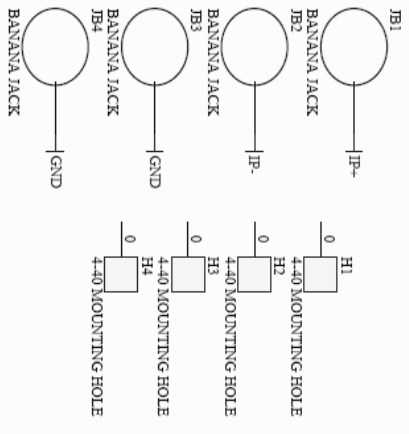 JB1
BANANA JACK
IP+
JB2
BANANA JACK
IP-
JB3
BANANA JACK
GND
JB4
BANANA JACK
GND
H1
0
4-40 MOUNTING HOLE
H2
0
4-40 MOUNTING HOLE
H3
0
4-40 MOUNTING HOLE
H4
0
4-40 MOUNTING HOLE